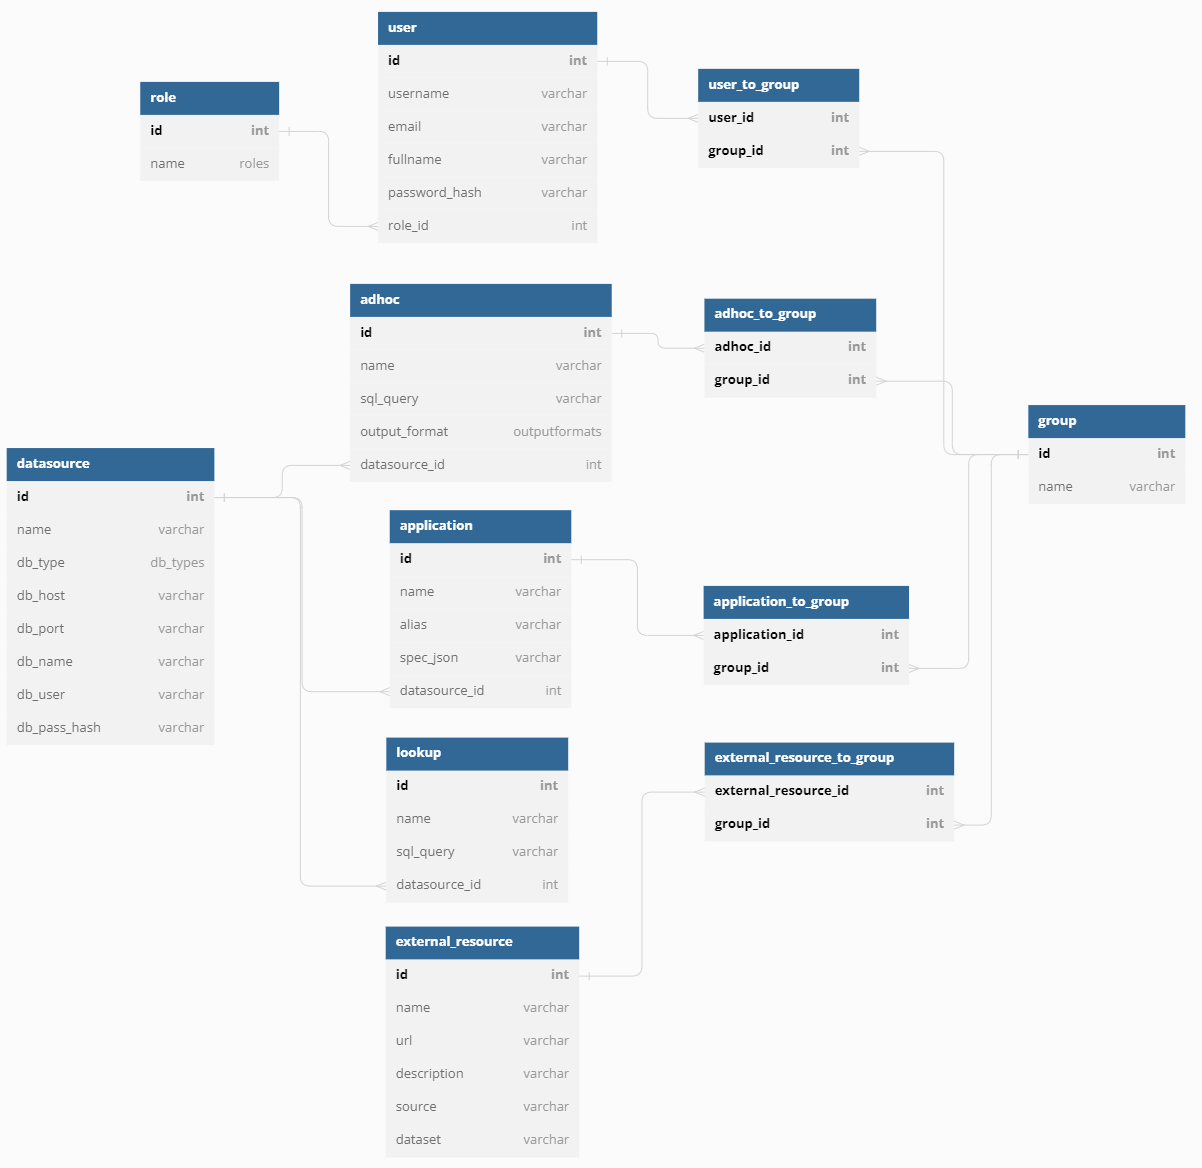 user
id int
username varchar
email varchar
fullname varchar
password_hash varchar
role_id int
role
id int
name roles
user_to_group
user_id int
group_id int
adhoc
id int
name varchar
sql_query varchar
output_format outputformats
datasource_id int
adhoc_to_group
adhoc_id int
group_id int
group
id int
name varchar
datasource
id int
name varchar
db_type db_types
db_host varchar
db_port varchar
db_name varchar
db_user varchar
db_pass_hash varchar
application
id int
name varchar
alias varchar
spec_json varchar
datasource_id int
application_to_group
application_id int
group_id int
lookup
id int
name varchar
sql_query varchar
datasource_id int
external_resource_to_group
external_resource_id int
group_id int
external_resource
id int
name varchar
url varchar
description varchar
source varchar
dataset varchar